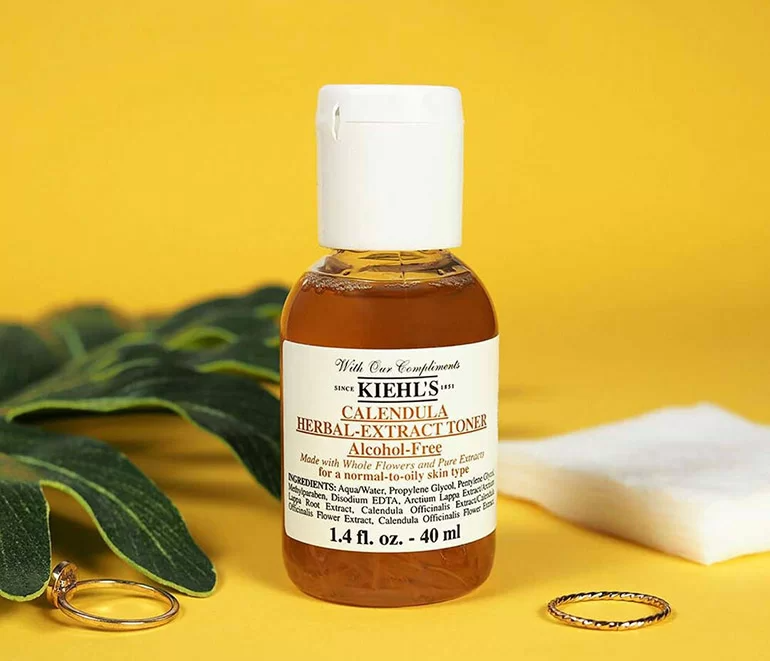 With Our Compliments
SINCE KIEHL'S 1851
CALENDULA
HERBAL-EXTRACT TONER
Alcohol-Free
Made with Whole Flowers and Pure Extracts
for a normal-to-oily skin type
INGREDIENTS: Aqua/Water, Propylene Glycol, Pentylene Glycol,
Methylparaben, Disodium EDTA, Arctium Lappa Extract/Arctium
Lappa Root Extract, Calendula Officinalis Extract/Calendula
Officinalis Flower Extract, Calendula Officinalis Flower
1.4 fl. oz. - 40 ml